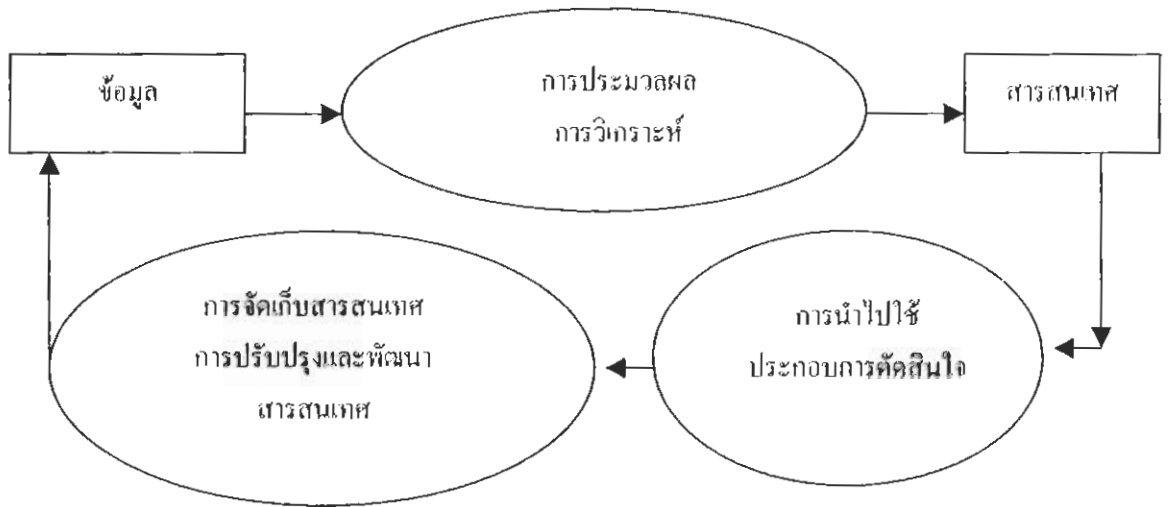 ข้อมูล
การประมวลผล
การวิเคราะห์
สารสนเทศ
การจัดเก็บสารสนเทศ
การปรับปรุงและพัฒนา
สารสนเทศ
การนำไปใช้
ประกอบการตัดสินใจ